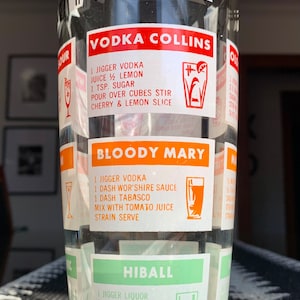 VODKA COLLINS
1 JIGGER VODKA
JUICE ½ LEMON
1 TSP. SUGAR
POUR OVER CUBES STIR
CHERRY & LEMON SLICE
BLOODY MARY
1 JIGGER VODKA
1 DASH WOR'SHIRE SAUCE
1 DASH TABASCO
MIX WITH TOMATO JUICE
STRAIN SERVE
HIBALL
1 JIGGER LIQUOR